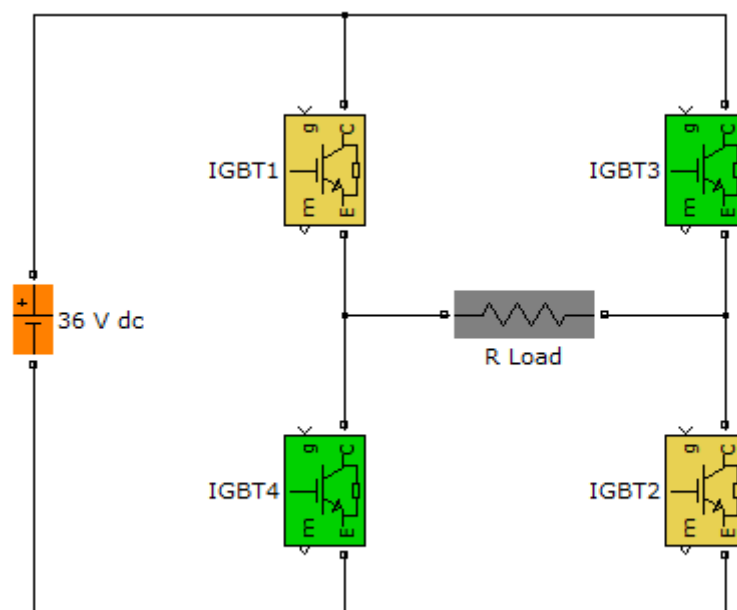 g C
IGBT1
m E
g C
IGBT3
m E
+
36 V dc
R Load
g C
IGBT4
m E
g C
IGBT2
m E